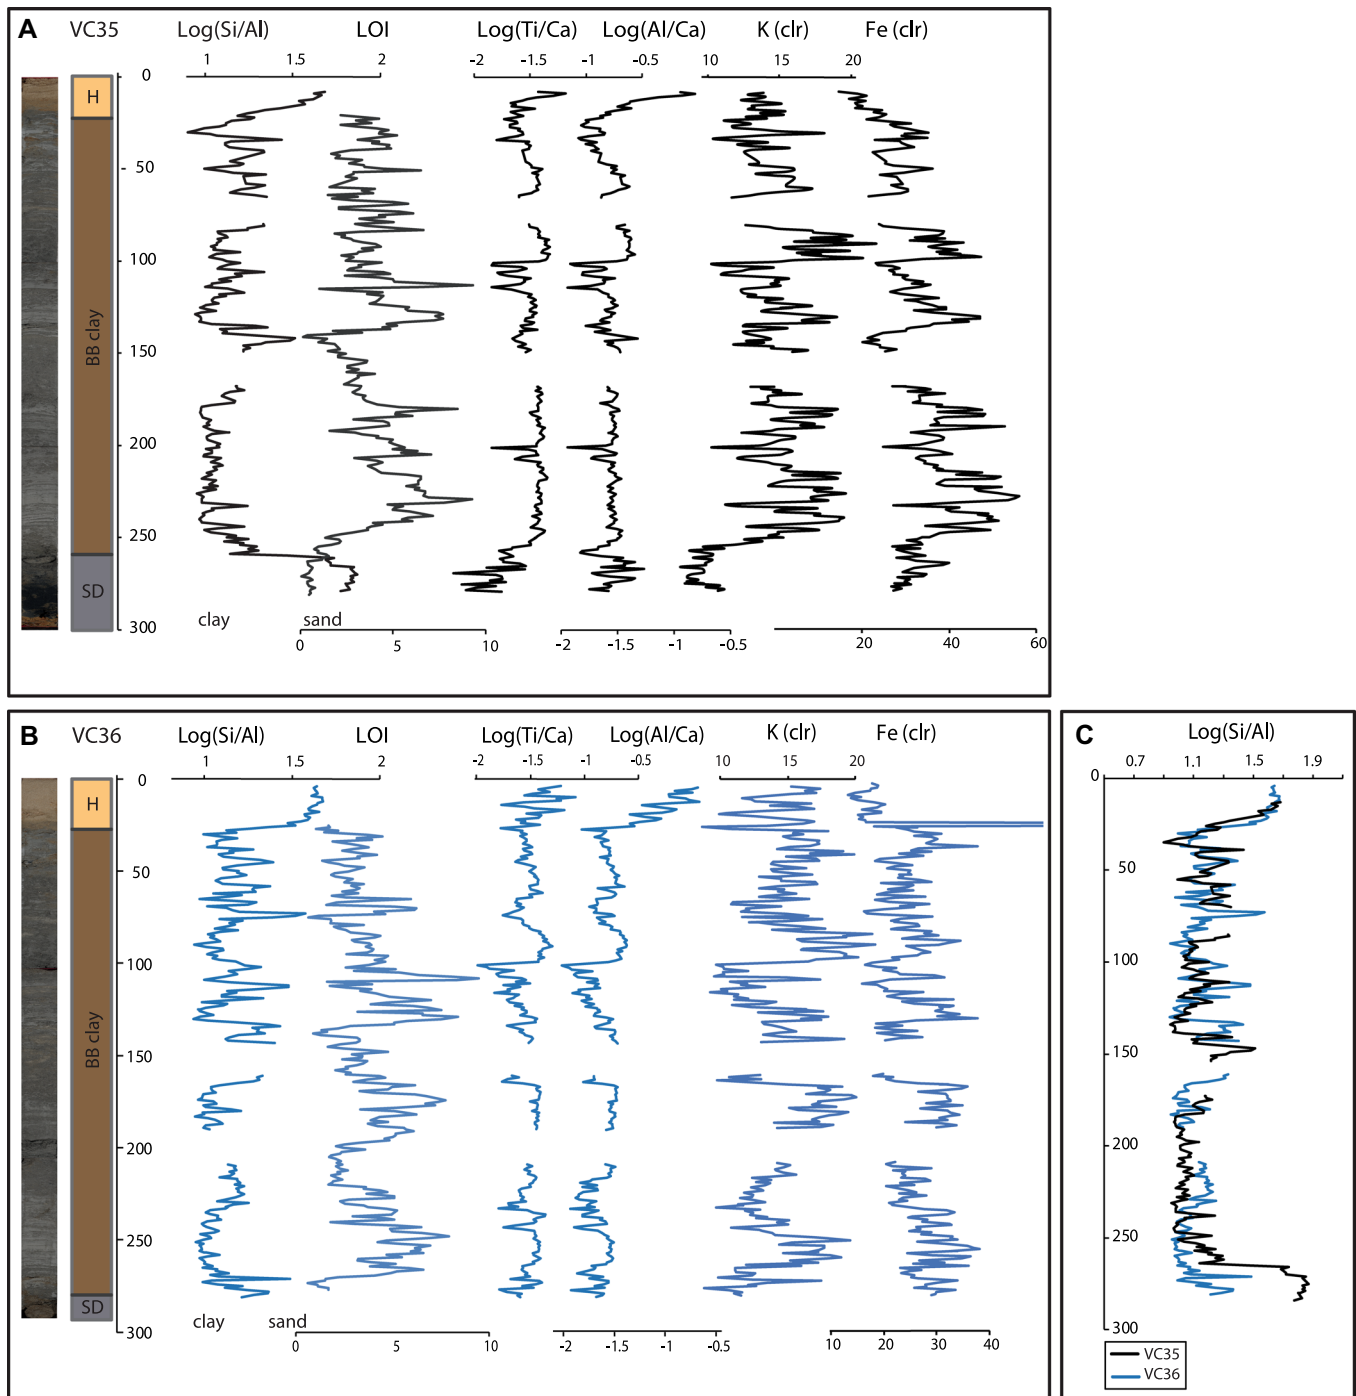 A VC35 Log(Si/Al) LOI Log(Ti/Ca) Log(Al/Ca) K (clr) Fe (clr)
1 1.5 2 -2 -1.5 -1 -0.5 10 15 20
0
H
50
100
BB clay
150
200
250
SD
300
clay sand
0 5 10 -2 -1.5 -1 -0.5 20 40 60
B VC36 Log(Si/Al) LOI Log(Ti/Ca) Log(Al/Ca) K (clr) Fe (clr)
1 1.5 2 -2 -1.5 -1 -0.5 10 15 20
0
H
50
100
BB clay
150
200
250
SD
300
clay sand
0 5 10 -2 -1.5 -1 -0.5 10 20 30 40
C Log(Si/Al)
0.7 1.1 1.5 1.9
0
50
100
150
200
250
300
VC35
VC36